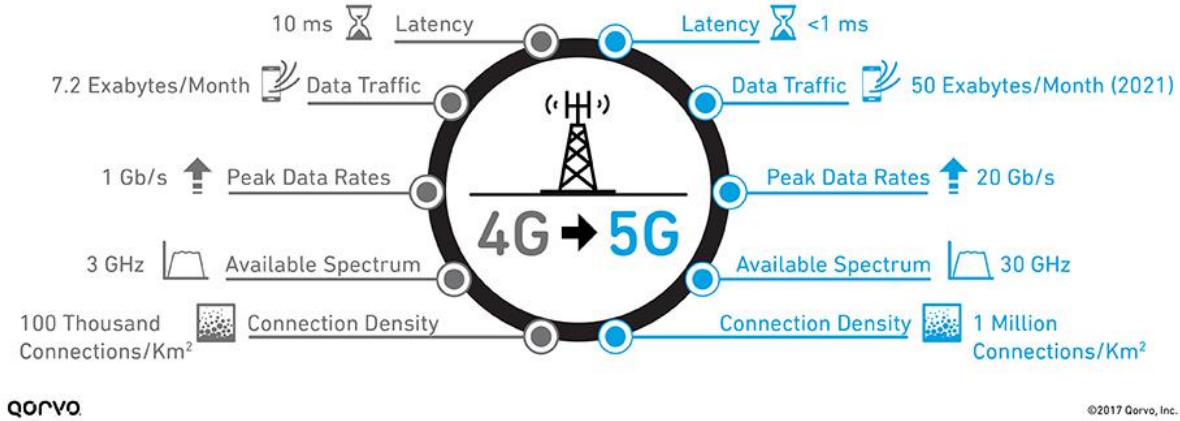 10 ms Latency
7.2 Exabytes/Month Data Traffic
1 Gb/s Peak Data Rates
3 GHz Available Spectrum
100 Thousand Connections/Km² Connection Density
4G 5G
Latency <1 ms
Data Traffic 50 Exabytes/Month (2021)
Peak Data Rates 20 Gb/s
Available Spectrum 30 GHz
Connection Density 1 Million Connections/Km²
QORVO
©2017 Qorvo, Inc.